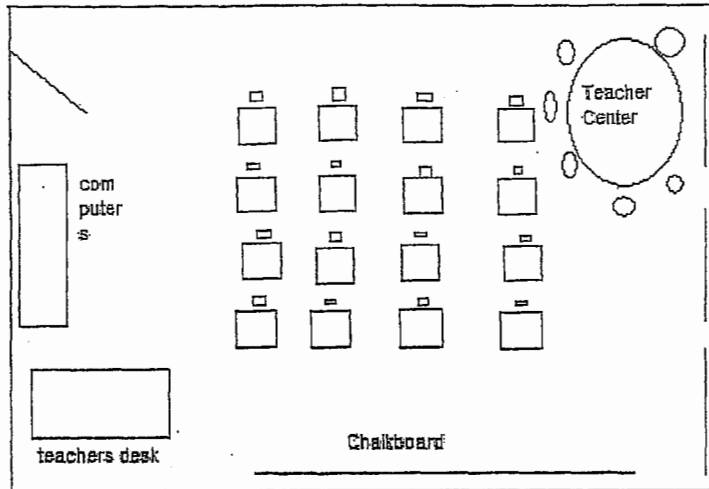 Teacher
Center
com
puter
s
Chalkboard
teachers desk